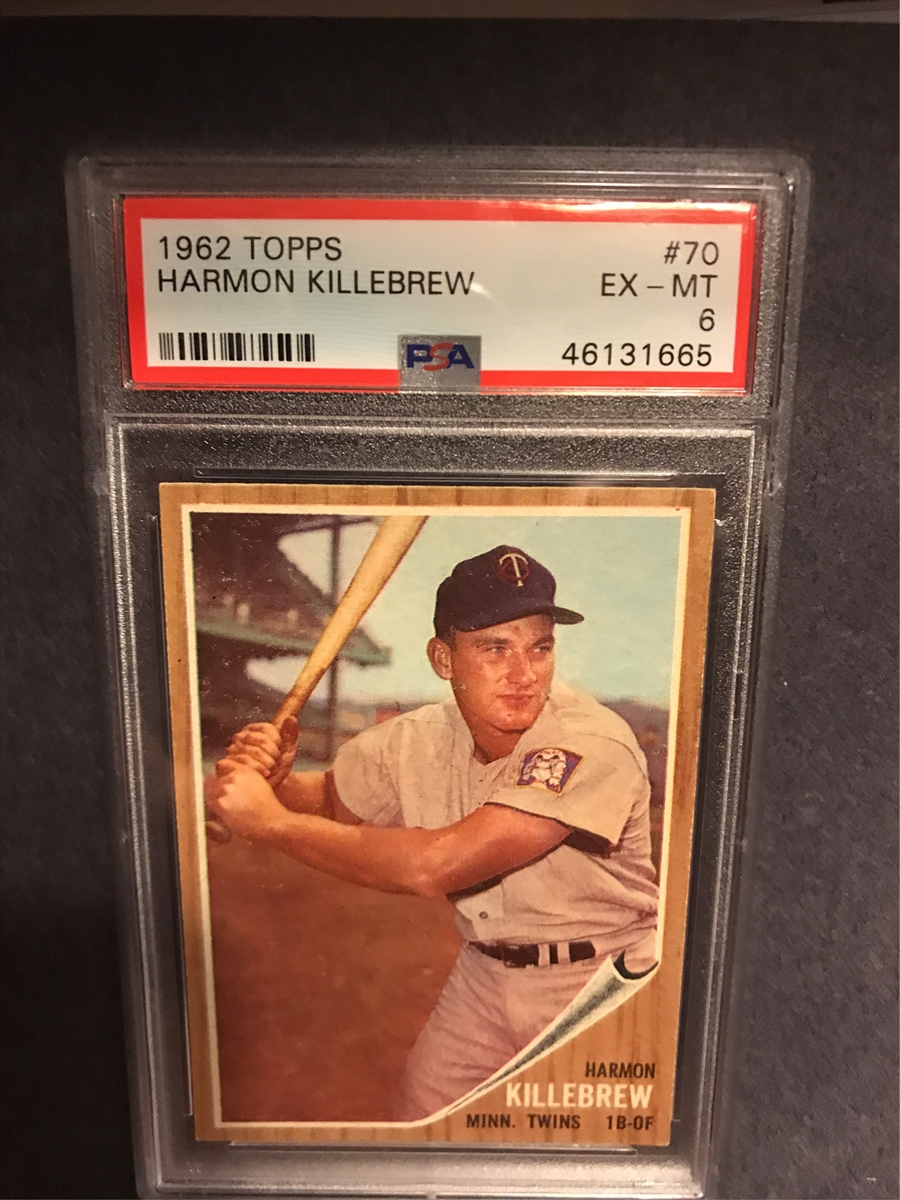 1962 TOPPS #70
HARMON KILLEBREW EX - MT
6
PSA 46131665
T C
HARMON
KILLEBREW
MINN. TWINS 1B-OF